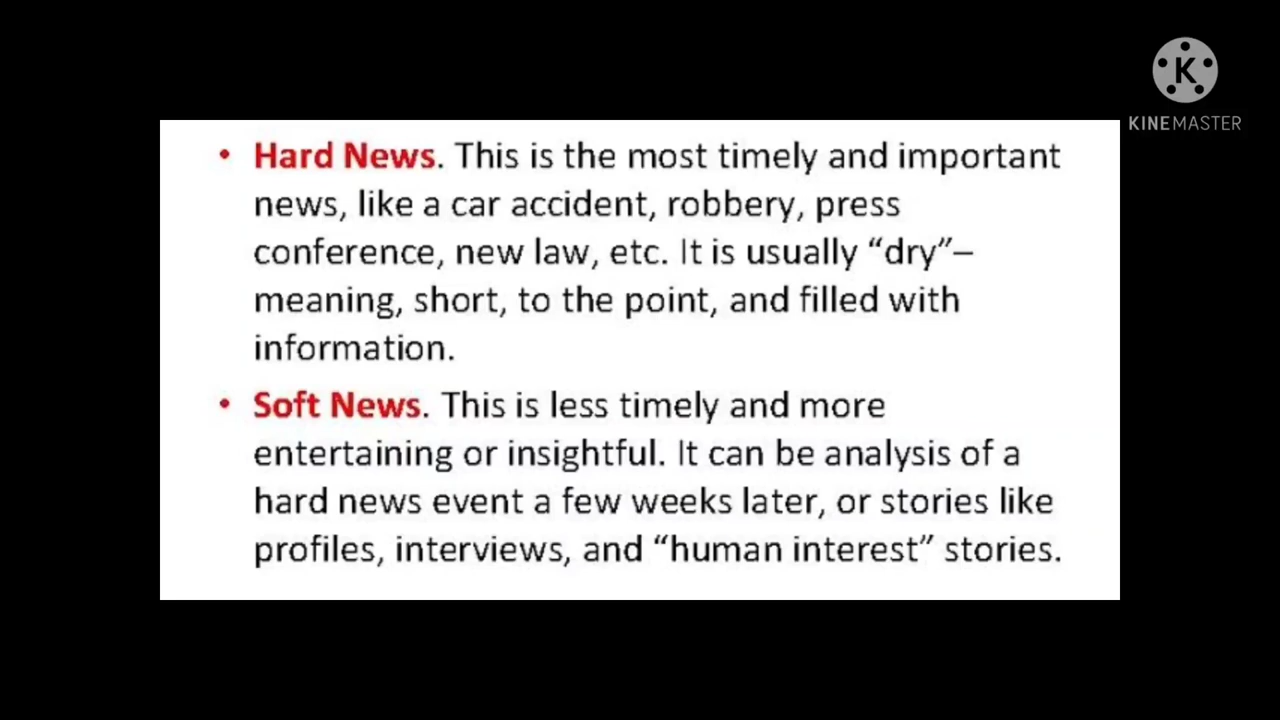 K
KINEMASTER
• Hard News. This is the most timely and important
news, like a car accident, robbery, press
conference, new law, etc. It is usually “dry”–
meaning, short, to the point, and filled with
information.
• Soft News. This is less timely and more
entertaining or insightful. It can be analysis of a
hard news event a few weeks later, or stories like
profiles, interviews, and “human interest” stories.